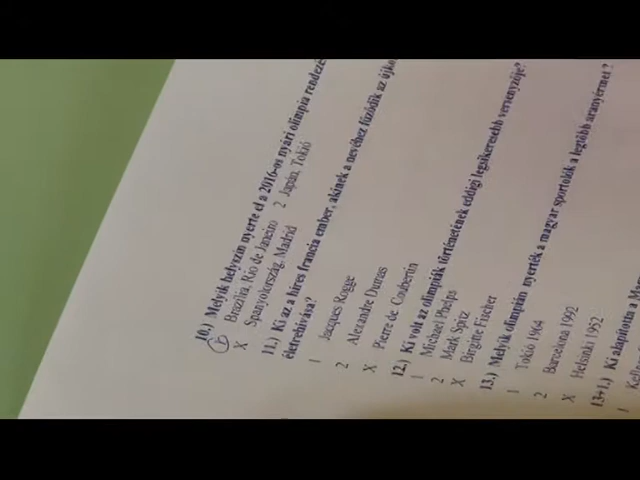 10.) Melyik helyszín nyerte el a 2016-os nyári olimpia
1 Brazília, Rio de Janeiro 2 Japán, Tokió
X Spanyolország, Madrid
11.) Ki az a híres francia ember, akinek a nevéhez fűződik az
életrehívása?
1 Jacques Rogge
2 Alexandre Dumas
X Pierre de Coubertin
12.) Ki volt az olimpiák történetének eddigi legsikeresebb versenyzője?
1 Michael Phelps
2 Mark Spitz
X Birgitte Fischer
13.) Melyik olimpián nyerték a magyar sportolók a legtöbb aranyérmet?
1 Tokió 1964
2 Barcelona 1992
X Helsinki 1952
13+1.) Ki alapította a
1